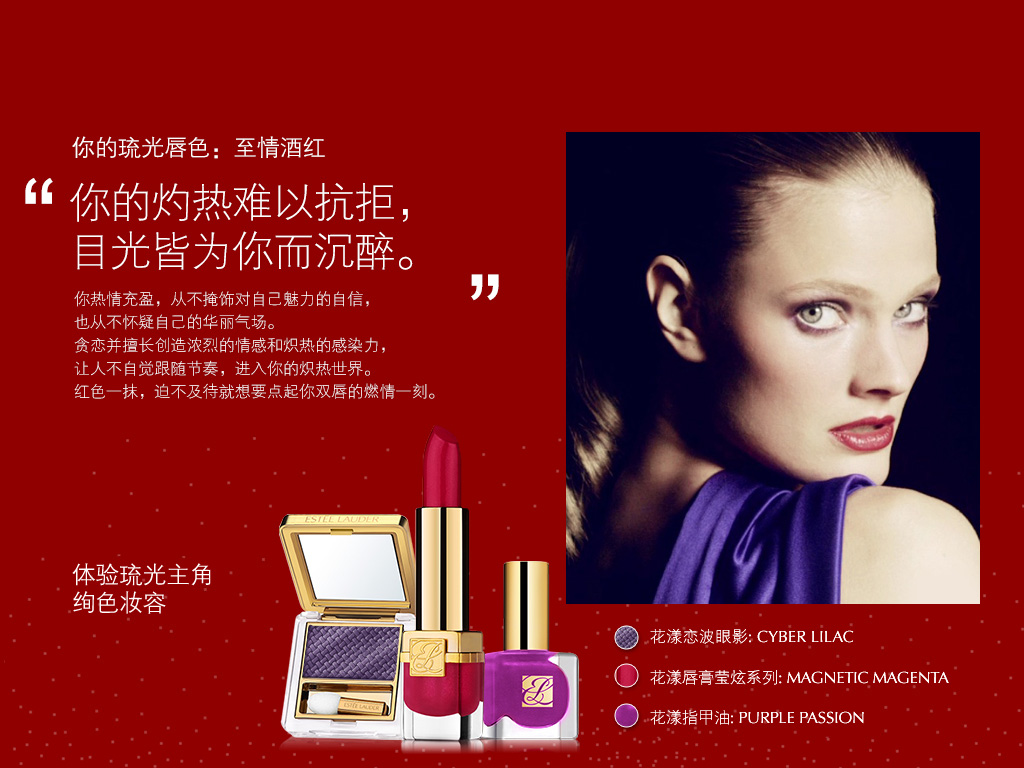 你的琉光唇色：至情酒红
“你的灼热难以抗拒，
目光皆为你而沉醉。”
你热情充盈，从不掩饰对自己魅力的自信，
也从不怀疑自己的华丽气场。
贪恋并擅长创造浓烈的情感和炽热的感染力，
让人不自觉跟随节奏，进入你的炽热世界。
红色一抹，迫不及待就想要点起你双唇的燃情一刻。
体验琉光主角
绚色妆容
ESTEE LAUDER
ESTEE LAUDER
花漾恋波眼影: CYBER LILAC
花漾唇膏莹炫系列: MAGNETIC MAGENTA
花漾指甲油: PURPLE PASSION